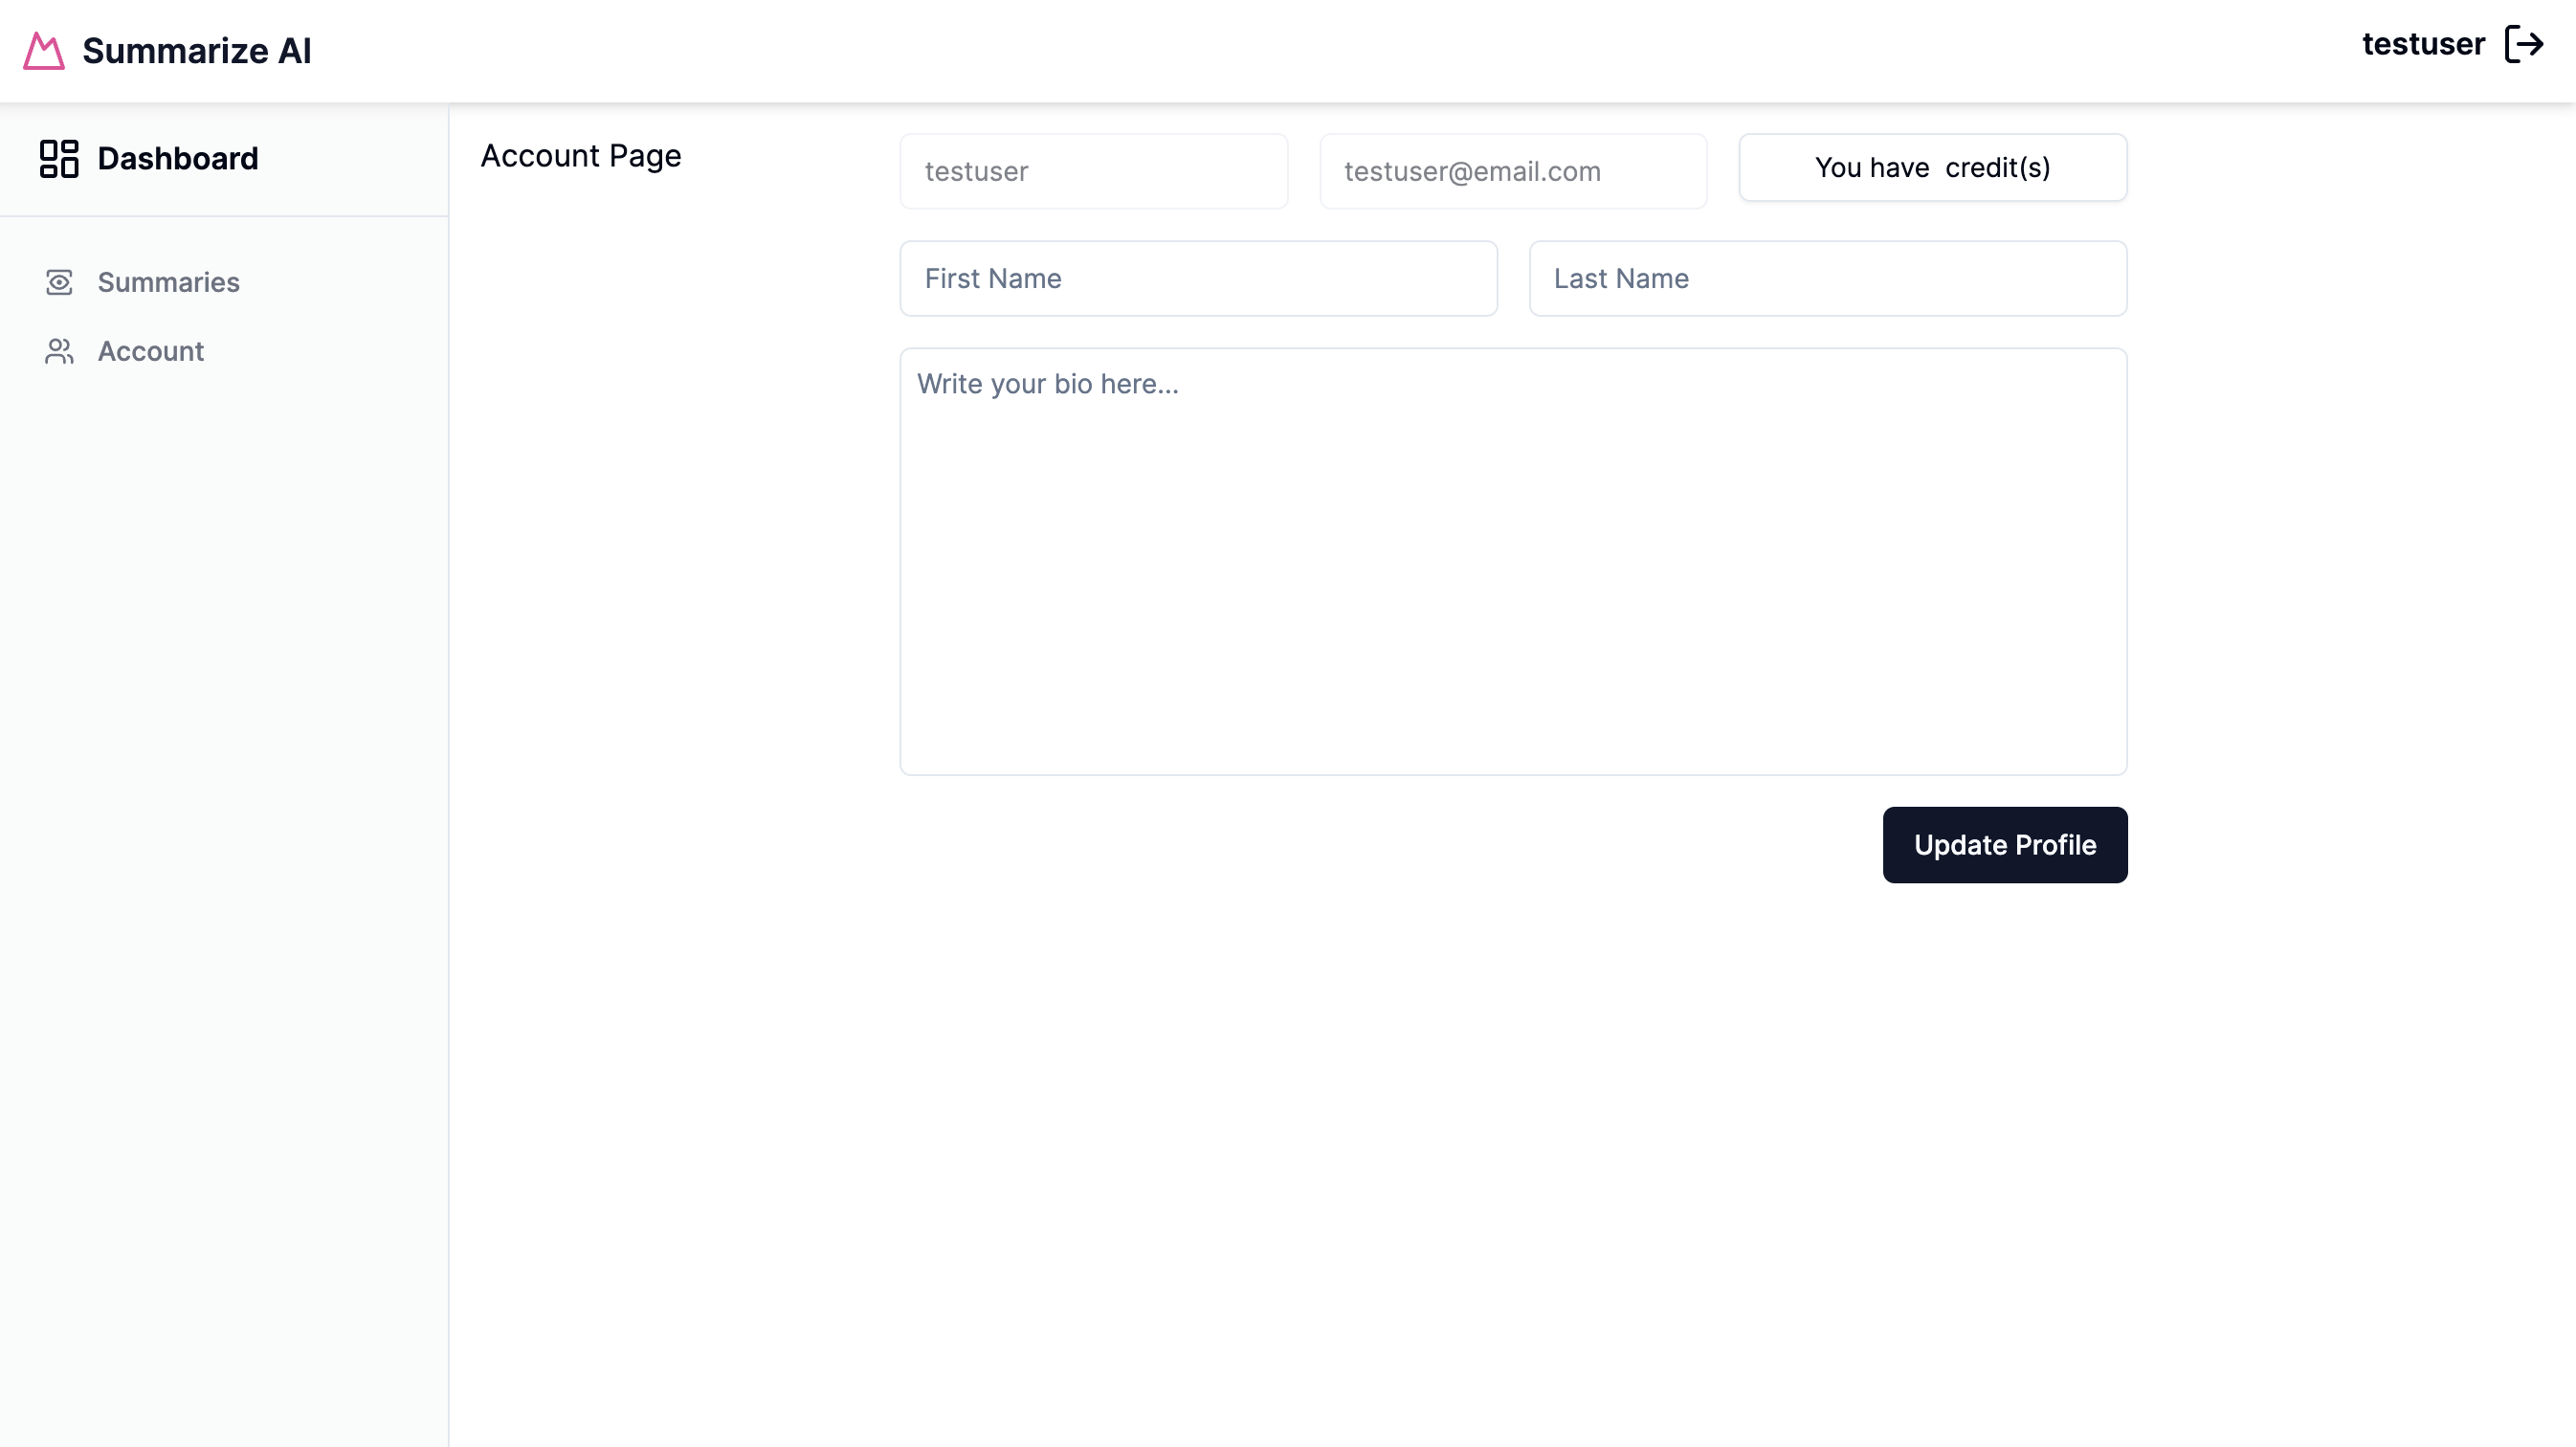 Summarize AI
testuser
Dashboard
Summaries
Account
Account Page
testuser
testuser@email.com
You have  credit(s)
First Name
Last Name
Write your bio here...
Update Profile